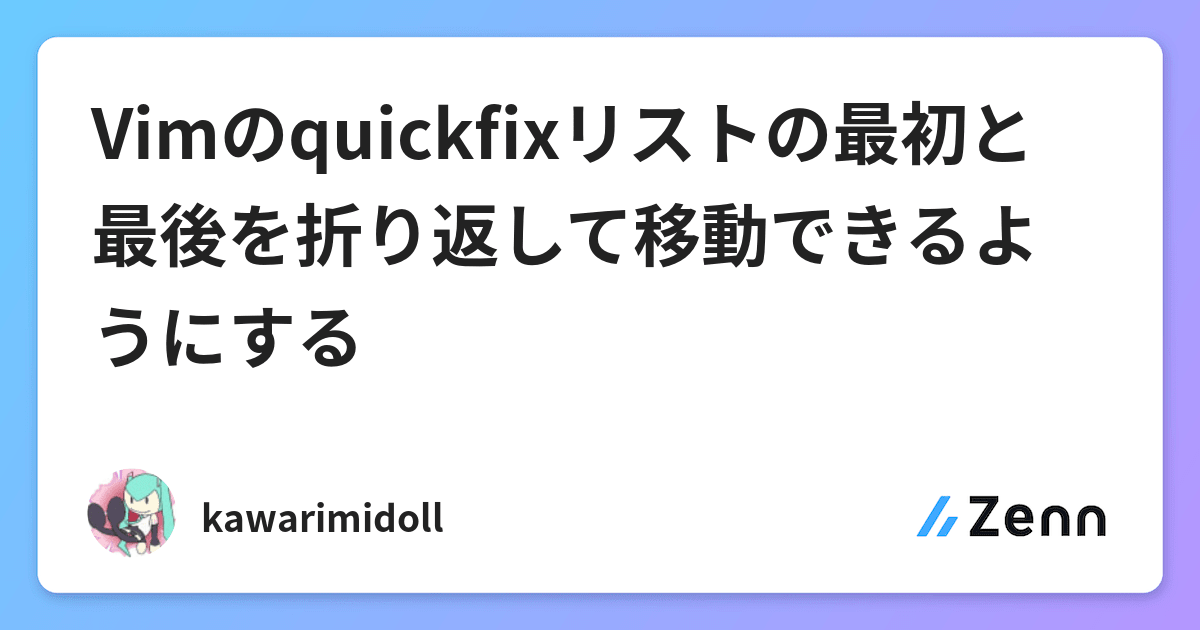 Vimのquickfixリストの最初と
最後を折り返して移動できるよ
うにする
kawarimidoll
Zenn